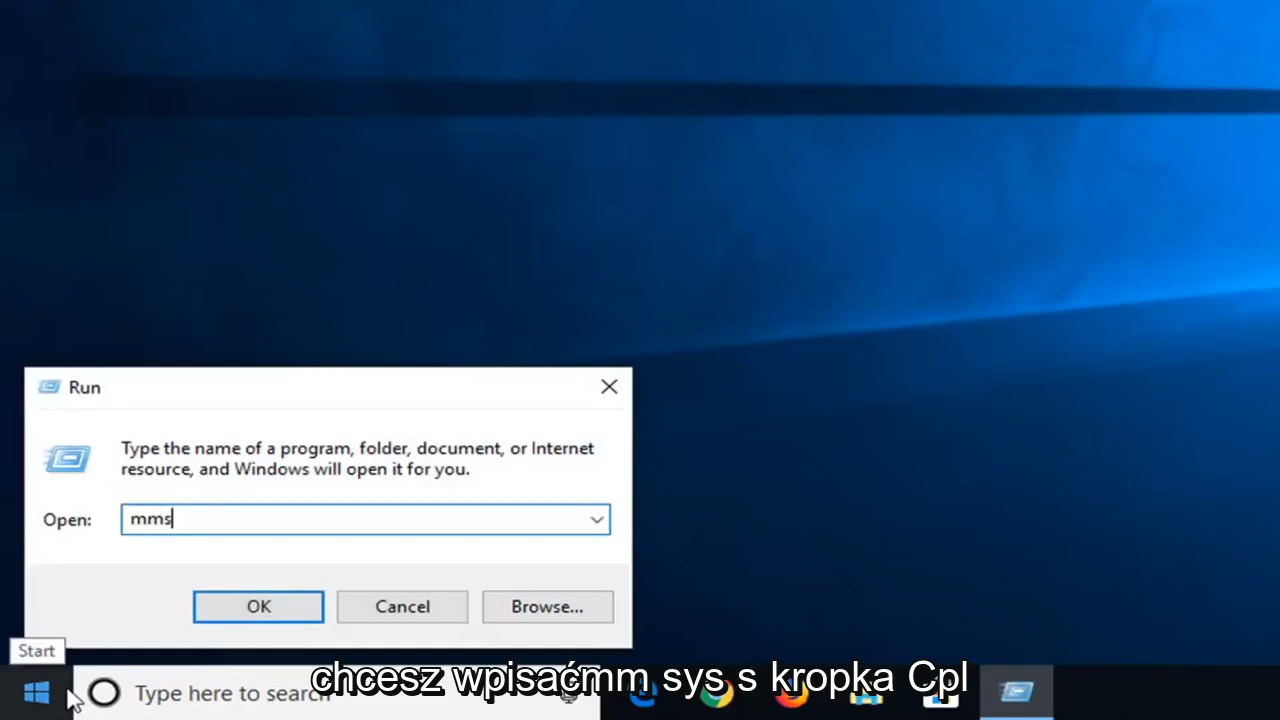 Run
Type the name of a program, folder, document, or Internet
resource, and Windows will open it for you.
Open: mms
OK Cancel Browse...
Start
Type here to search
chcesz wpisaćmm sys s kropka Cpl